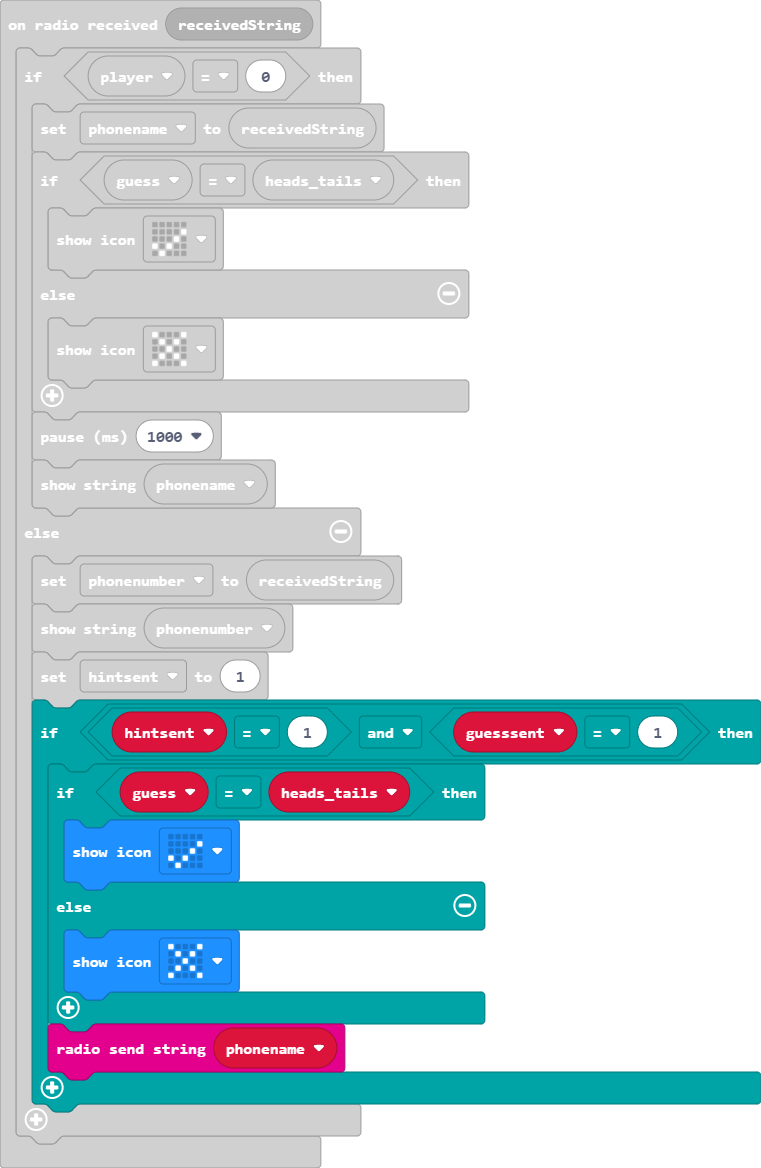 on radio received receivedString
if player = 0 then
set phonename to receivedString
if guess = heads_tails then
show icon
else
show icon
pause (ms) 1000
show string phonename
else
set phonenumber to receivedString
show string phonenumber
set hintsent to 1
if hintsent = 1 and guesssent = 1 then
if guess = heads_tails then
show icon
else
show icon
radio send string phonename